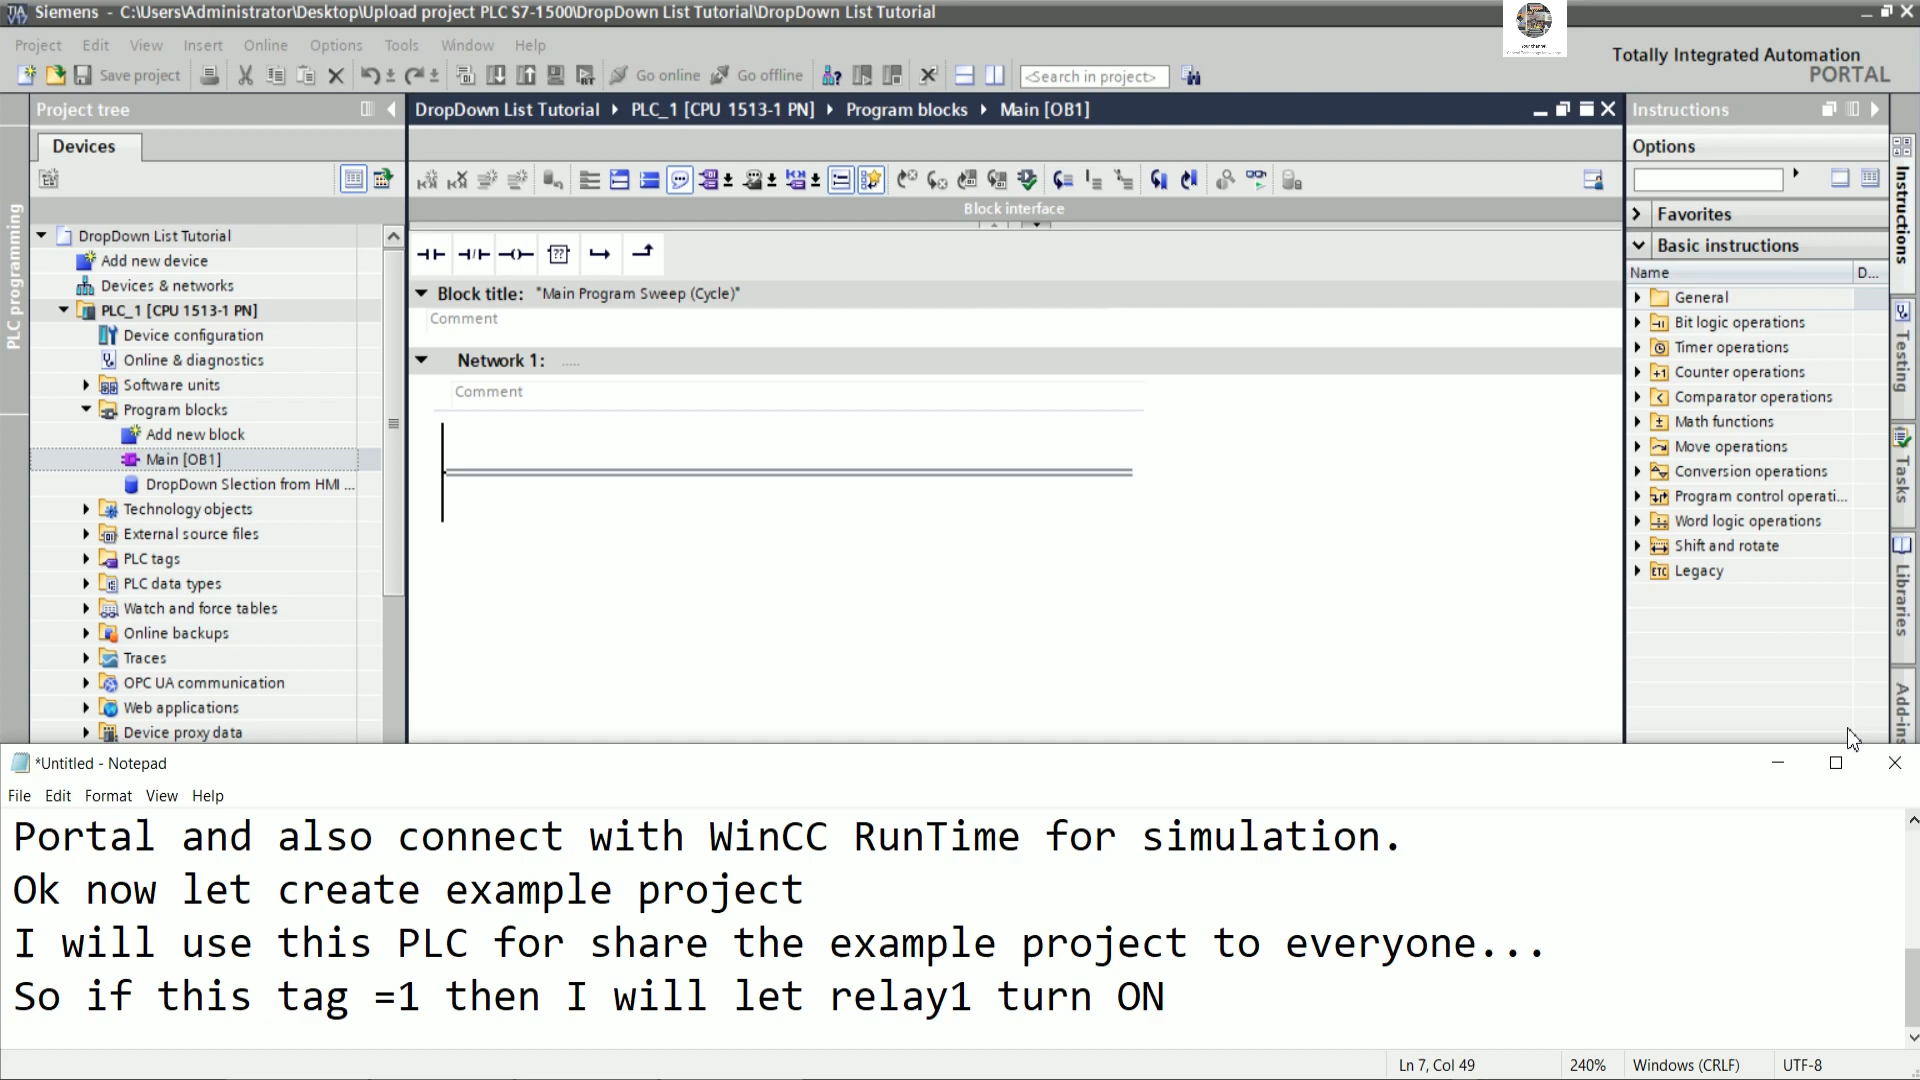 Siemens - C:\Users\Administrator\Desktop\Upload project PLC S7-1500\DropDown List Tutorial\DropDown List Tutorial
Project Edit View Insert Online Options Tools Window Help
Totally Integrated Automation
PORTAL
Save project
Go online
Go offline
<Search in project>
Project tree
DropDown List Tutorial
PLC_1 [CPU 1513-1 PN]
Program blocks
Main [OB1]
Instructions
Devices
Options
PLC programming
Block interface
DropDown List Tutorial
Add new device
Devices & networks
PLC_1 [CPU 1513-1 PN]
Device configuration
Online & diagnostics
Software units
Program blocks
Add new block
Main [OB1]
DropDown Slection from HMI ...
Technology objects
External source files
PLC tags
PLC data types
Watch and force tables
Online backups
Traces
OPC UA communication
Web applications
Device proxy data
??
Block title: "Main Program Sweep (Cycle)"
Comment
Network 1: .....
Comment
Favorites
Basic instructions
Name D...
General
Bit logic operations
Timer operations
Counter operations
Comparator operations
Math functions
Move operations
Conversion operations
Program control operati...
Word logic operations
Shift and rotate
Legacy
Instructions
Testing
Tasks
Libraries
Add-ins
*Untitled - Notepad
File Edit Format View Help
Portal and also connect with WinCC RunTime for simulation.
Ok now let create example project
I will use this PLC for share the example project to everyone...
So if this tag =1 then I will let relay1 turn ON
Ln 7, Col 49 240% Windows (CRLF) UTF-8